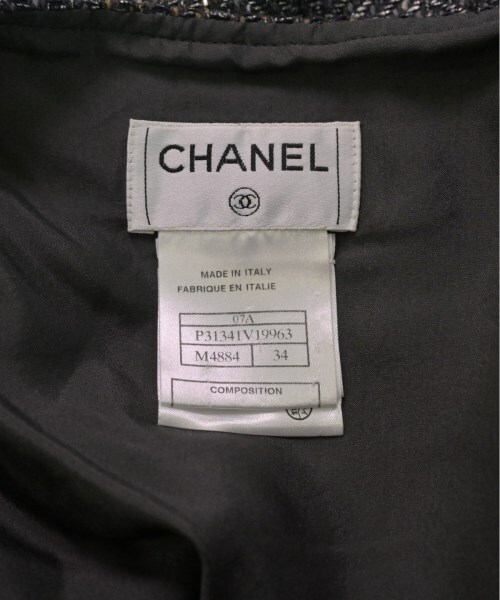 CHANEL
MADE IN ITALY
FABRIQUE EN ITALIE
07A
P31341V19963
M4884 34
COMPOSITION